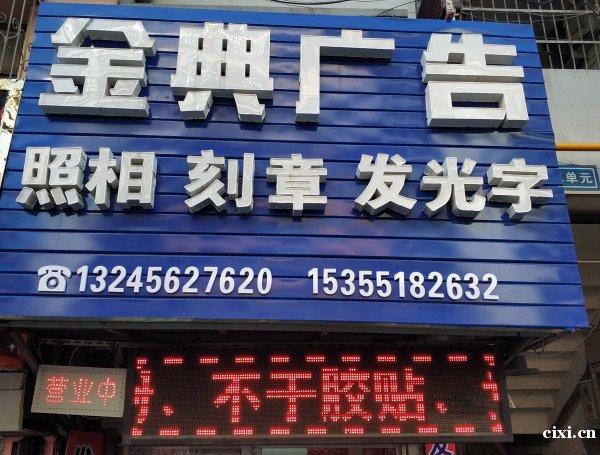 金典广告
照相 刻章 发光字
☎13245627620 15355182632
单元
营业中
、不干胶贴、
cixi.cn